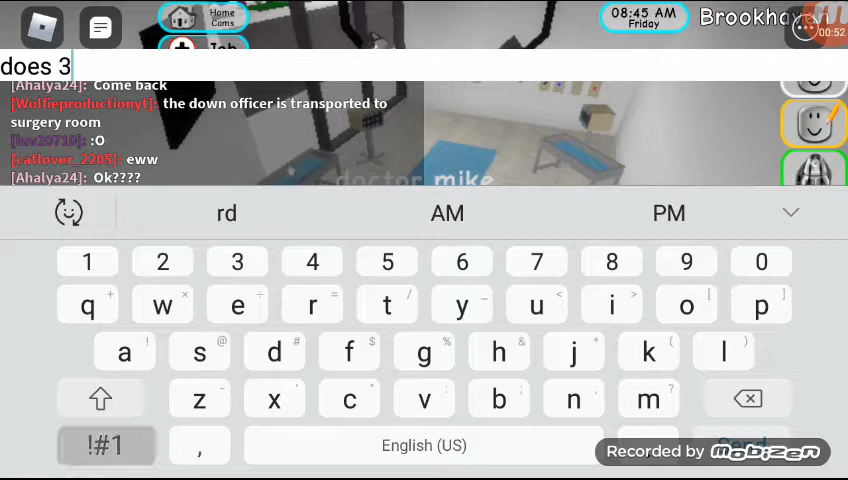 Home
Cams
08:45 AM
Friday
Brookhaven
00:52
Job
does 3
[Ahalya24]: Come back
[Wolfieproductionyt]: the down officer is transported to
surgery room
[luv20710]: :O
[catlover_2205]: eww
[Ahalya24]: Ok????
doctor mike
rd AM PM
1 2 3 4 5 6 7 8 9 0
q + w × e ÷ r = t / y _ u < i > o [ p ]
a ! s @ d # f $ g % h & j * k ( l )
z - x ' c " v : b ; n , m ?
!#1 , English (US) Send
Recorded by mobizen